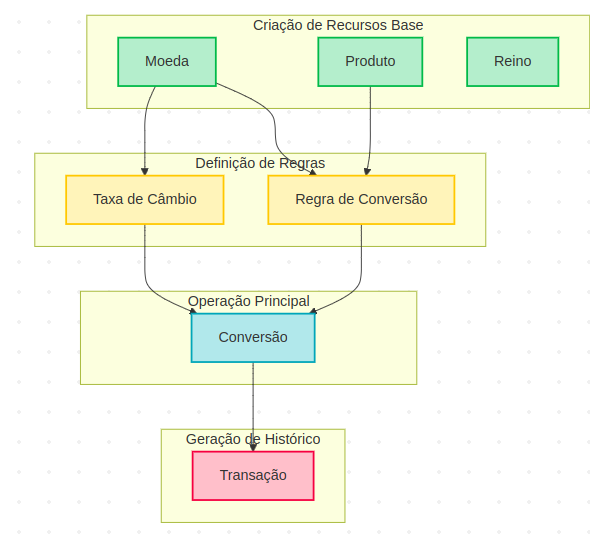 Criação de Recursos Base
Moeda
Produto
Reino
Definição de Regras
Taxa de Câmbio
Regra de Conversão
Operação Principal
Conversão
Geração de Histórico
Transação